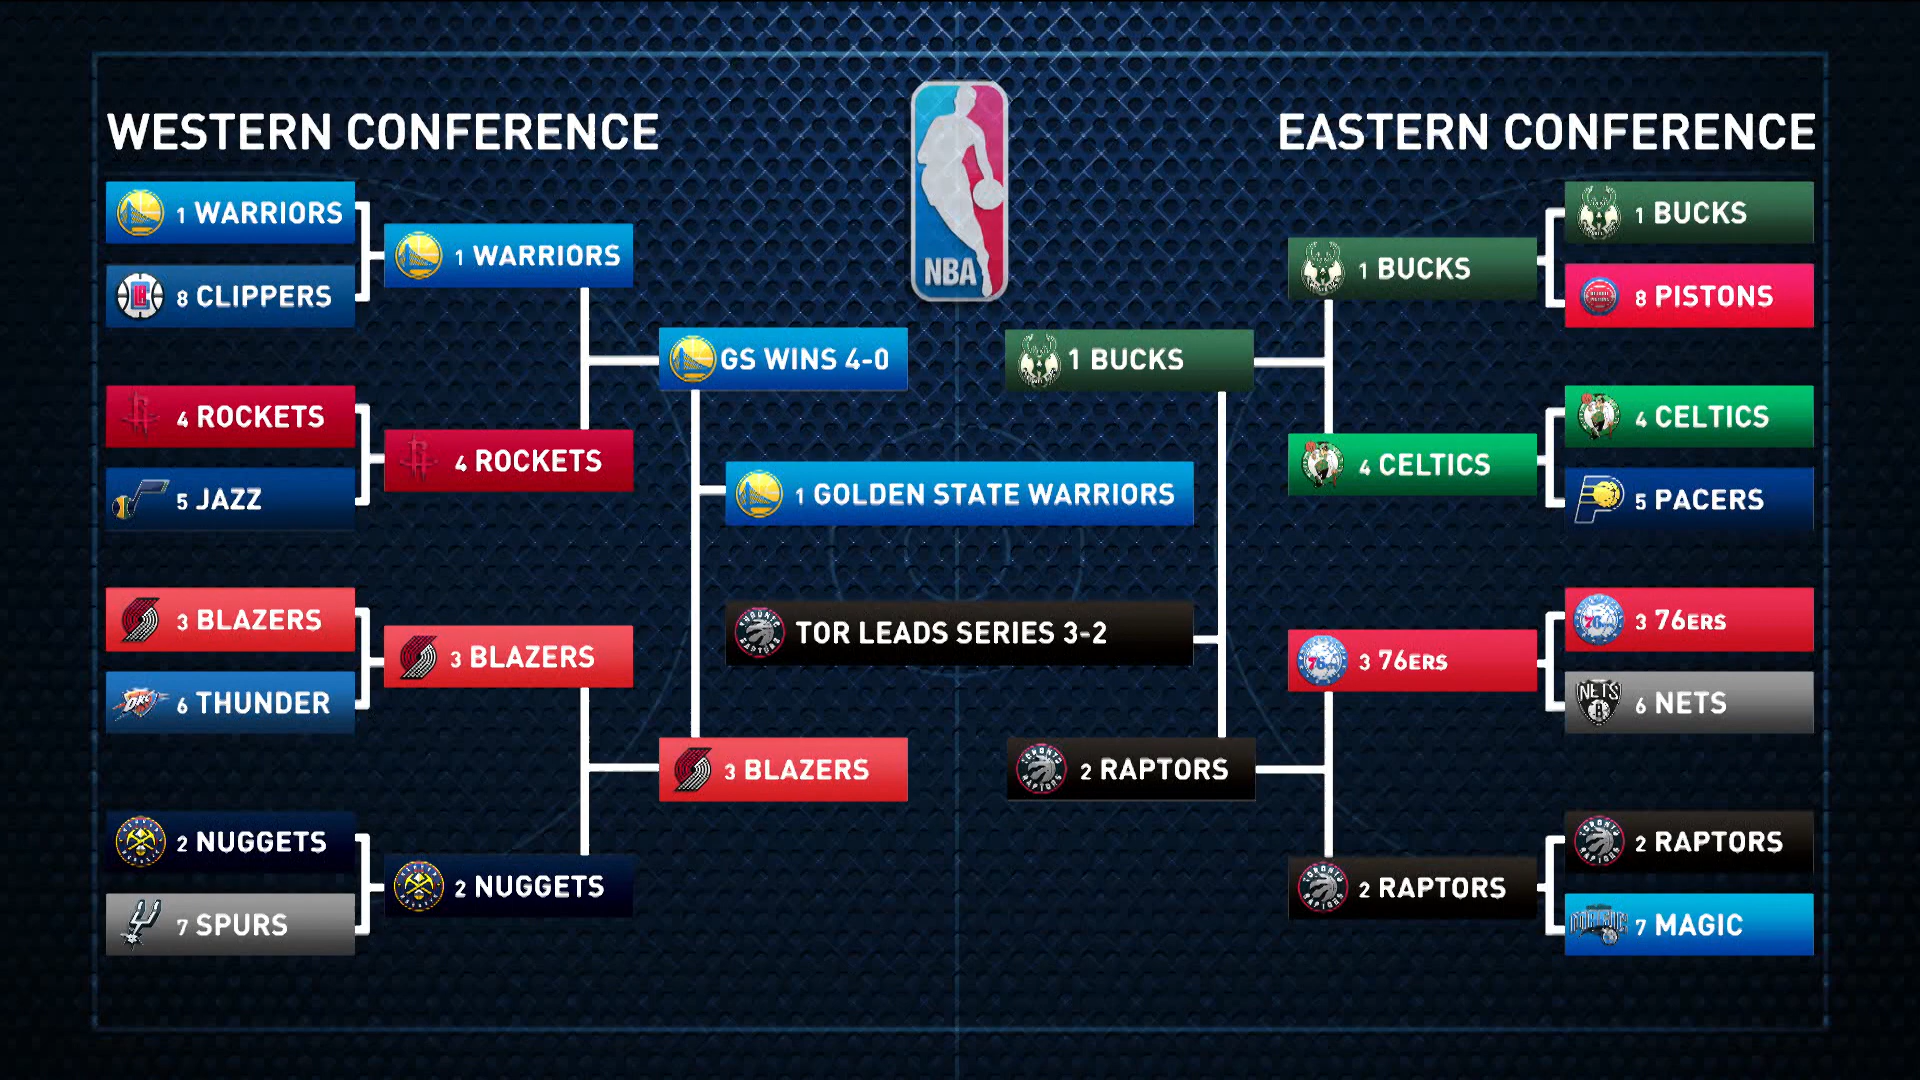 WESTERN CONFERENCE
EASTERN CONFERENCE
NBA
1 WARRIORS
8 CLIPPERS
4 ROCKETS
5 JAZZ
3 BLAZERS
6 THUNDER
2 NUGGETS
7 SPURS
1 WARRIORS
4 ROCKETS
3 BLAZERS
2 NUGGETS
GS WINS 4-0
3 BLAZERS
1 GOLDEN STATE WARRIORS
TOR LEADS SERIES 3-2
1 BUCKS
2 RAPTORS
1 BUCKS
4 CELTICS
3 76ERS
2 RAPTORS
1 BUCKS
8 PISTONS
4 CELTICS
5 PACERS
3 76ERS
NETS
6 NETS
2 RAPTORS
7 MAGIC